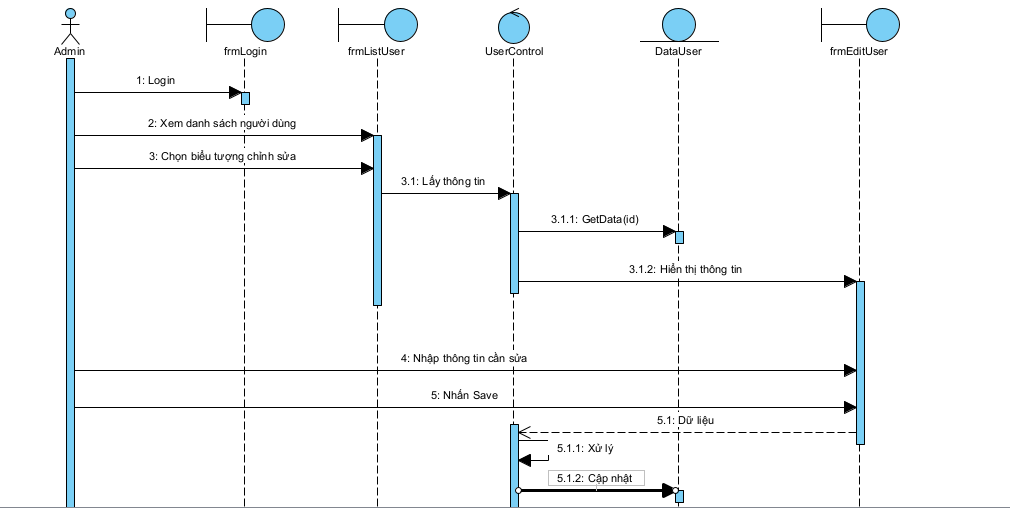 Admin
frmLogin
frmListUser
UserControl
DataUser
frmEditUser
1: Login
2: Xem danh sách người dùng
3: Chọn biểu tượng chỉnh sửa
3.1: Lấy thông tin
3.1.1: GetData(id)
3.1.2: Hiển thị thông tin
4: Nhập thông tin cần sửa
5: Nhấn Save
5.1: Dữ liệu
5.1.1: Xử lý
5.1.2: Cập nhật